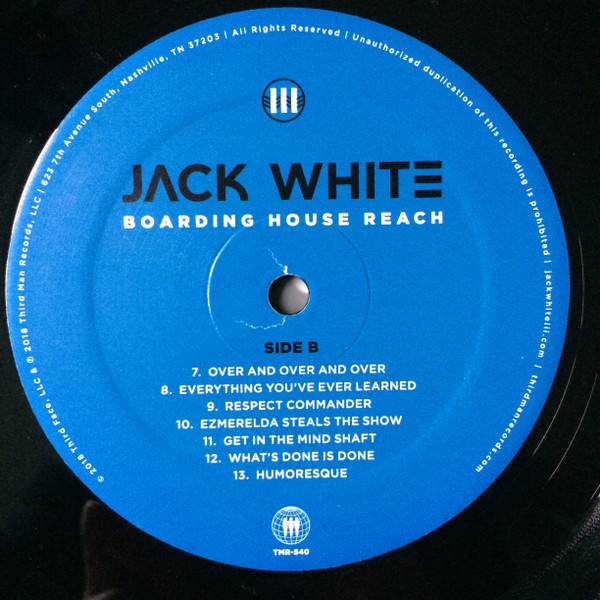 © 2018 Third Face, LLC & ℗ 2018 Third Man Records, LLC | 623 7th Avenue South, Nashville, TN 37203 | All Rights Reserved | Unauthorized duplication of this recording is prohibited | jackwhiteiii.com | thirdmanrecords.com
III
JACK WHITE
BOARDING HOUSE REACH
SIDE B
7. OVER AND OVER AND OVER
8. EVERYTHING YOU'VE EVER LEARNED
9. RESPECT COMMANDER
10. EZMERELDA STEALS THE SHOW
11. GET IN THE MIND SHAFT
12. WHAT'S DONE IS DONE
13. HUMORESQUE
TMR-540